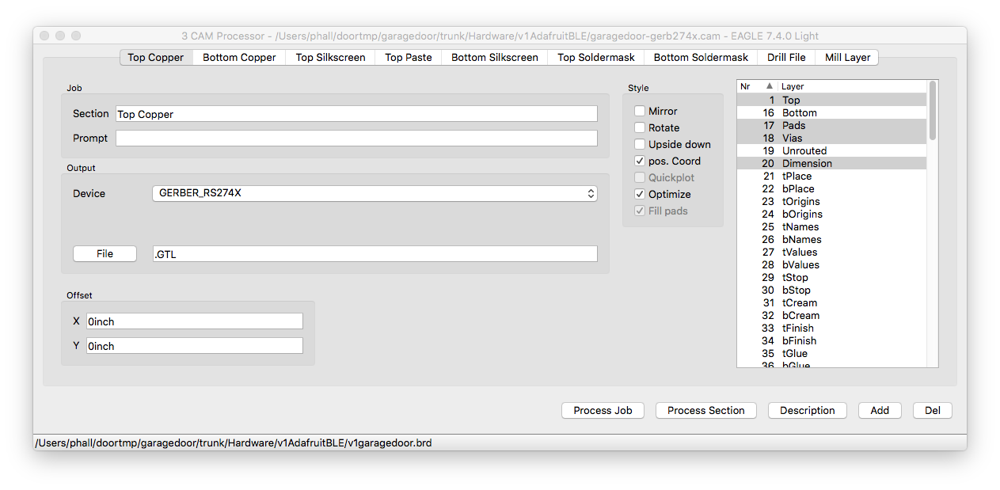 3 CAM Processor - /Users/phall/doortmp/garagedoor/trunk/Hardware/v1AdafruitBLE/garagedoor-gerb274x.cam - EAGLE 7.4.0 Light
Top Copper Bottom Copper Top Silkscreen Top Paste Bottom Silkscreen Top Soldermask Bottom Soldermask Drill File Mill Layer
Job
Section Top Copper
Prompt
Output
Device GERBER_RS274X
File .GTL
Offset
X 0inch
Y 0inch
Style
Mirror
Rotate
Upside down
pos. Coord
Quickplot
Optimize
Fill pads
Nr Layer
1 Top
16 Bottom
17 Pads
18 Vias
19 Unrouted
20 Dimension
21 tPlace
22 bPlace
23 tOrigins
24 bOrigins
25 tNames
26 bNames
27 tValues
28 bValues
29 tStop
30 bStop
31 tCream
32 bCream
33 tFinish
34 bFinish
35 tGlue
36 bGlue
Process Job Process Section Description Add Del
/Users/phall/doortmp/garagedoor/trunk/Hardware/v1AdafruitBLE/v1garagedoor.brd